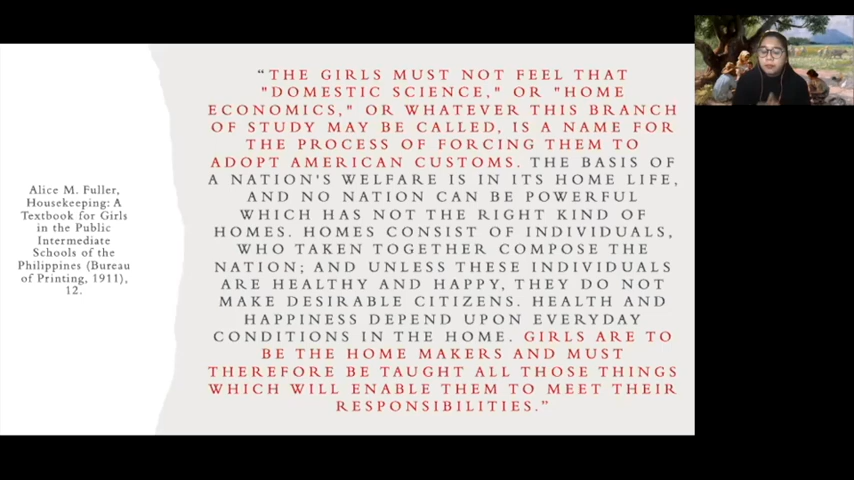 Alice M. Fuller,
Housekeeping: A
Textbook for Girls
in the Public
Intermediate
Schools of the
Philippines (Bureau
of Printing, 1911),
12.
“THE GIRLS MUST NOT FEEL THAT
"DOMESTIC SCIENCE," OR "HOME
ECONOMICS," OR WHATEVER THIS BRANCH
OF STUDY MAY BE CALLED, IS A NAME FOR
THE PROCESS OF FORCING THEM TO
ADOPT AMERICAN CUSTOMS. THE BASIS OF
A NATION'S WELFARE IS IN ITS HOME LIFE,
AND NO NATION CAN BE POWERFUL
WHICH HAS NOT THE RIGHT KIND OF
HOMES. HOMES CONSIST OF INDIVIDUALS,
WHO TAKEN TOGETHER COMPOSE THE
NATION; AND UNLESS THESE INDIVIDUALS
ARE HEALTHY AND HAPPY, THEY DO NOT
MAKE DESIRABLE CITIZENS. HEALTH AND
HAPPINESS DEPEND UPON EVERYDAY
CONDITIONS IN THE HOME. GIRLS ARE TO
BE THE HOME MAKERS AND MUST
THEREFORE BE TAUGHT ALL THOSE THINGS
WHICH WILL ENABLE THEM TO MEET THEIR
RESPONSIBILITIES.”